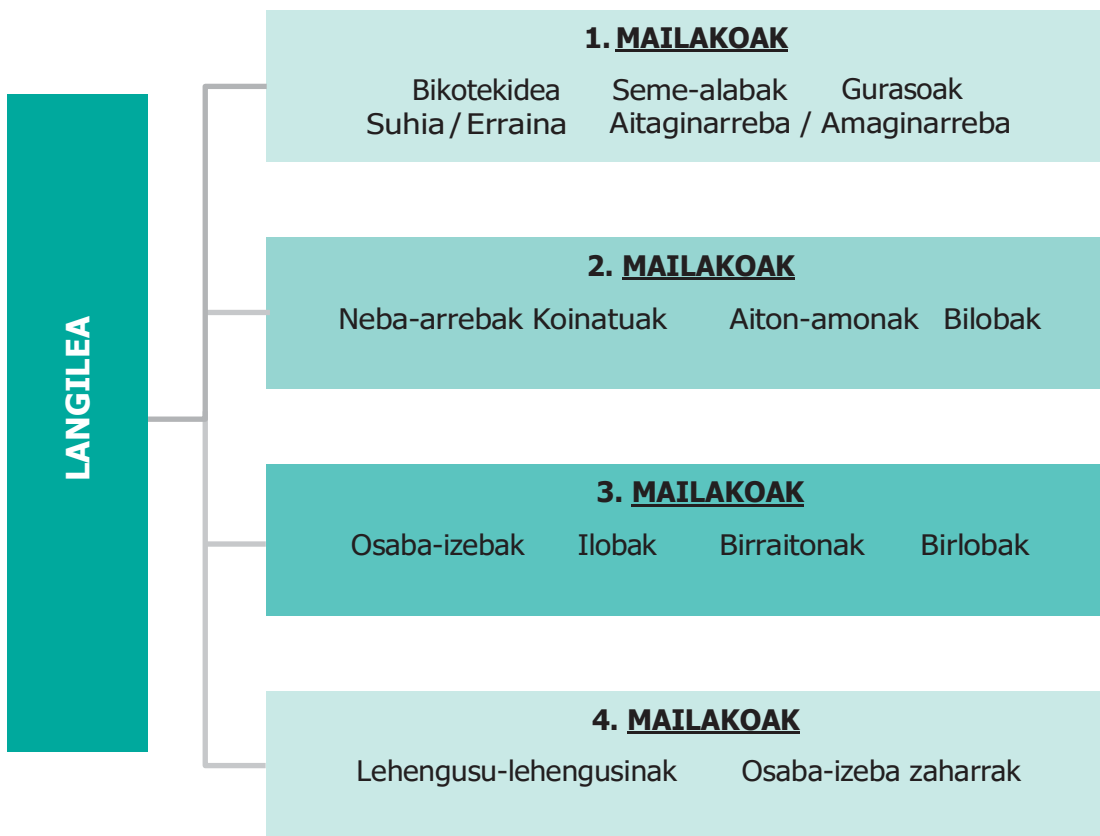 LANGILEA
1. MAILAKOAK
Bikotekidea Seme-alabak Gurasoak
Suhia / Erraina Aitaginarreba / Amaginarreba
2. MAILAKOAK
Neba-arrebak Koinatuak Aiton-amonak Bilobak
3. MAILAKOAK
Osaba-izebak Ilobak Birraitonak Birlobak
4. MAILAKOAK
Lehengusu-lehengusinak Osaba-izeba zaharrak